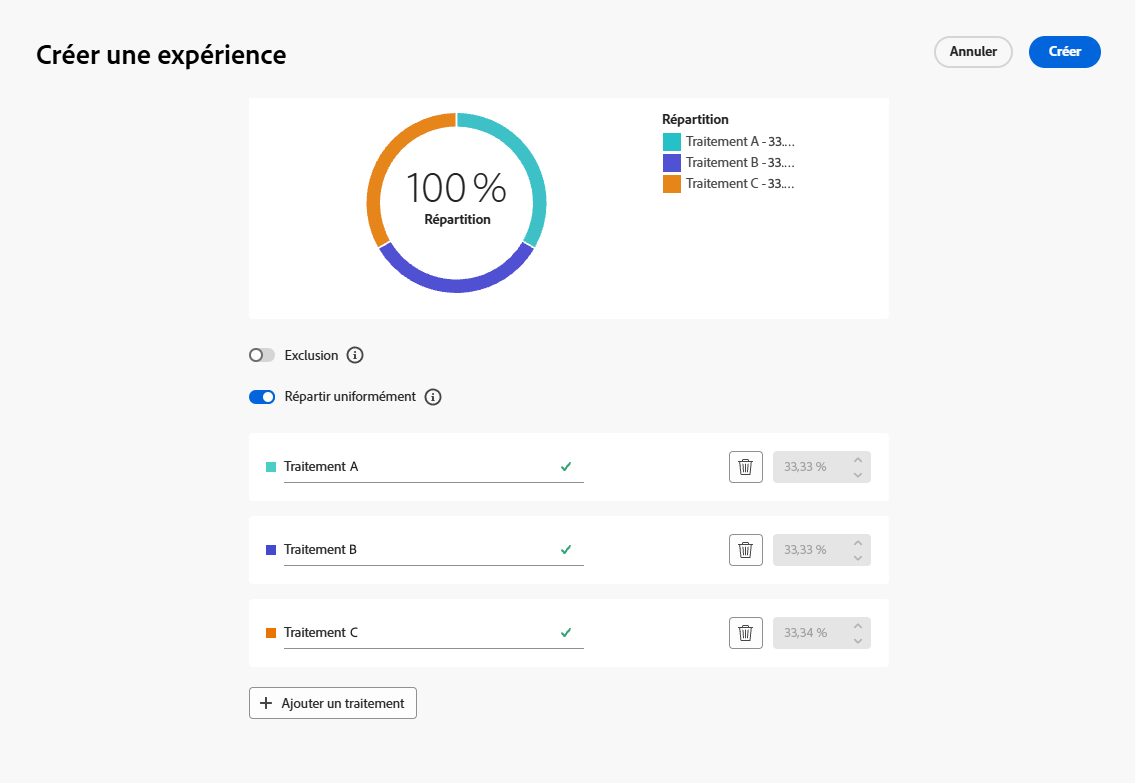 Créer une expérience
Annuler
Créer
100 %
Répartition
Répartition
Traitement A - 33....
Traitement B - 33....
Traitement C - 33....
Exclusion
Répartir uniformément
Traitement A
33,33 %
Traitement B
33,33 %
Traitement C
33,34 %
Ajouter un traitement